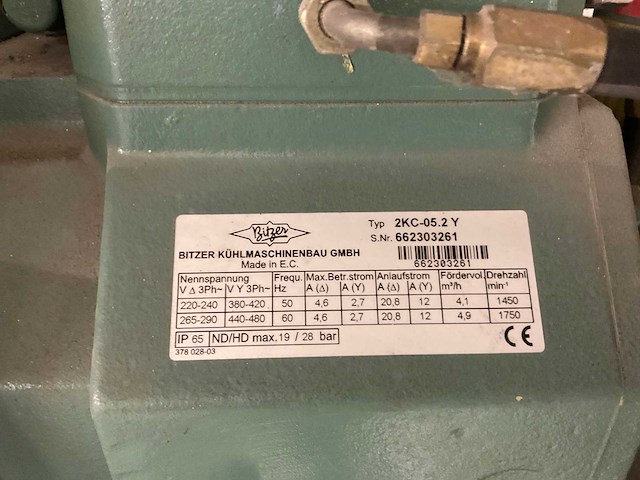 Bitzer
Typ 2KC-05.2 Y
S.Nr. 662303261
BITZER KÜHLMASCHINENBAU GMBH
Made in E.C.
662303261
Nennspannung Frequ. Max.Betr.strom Anlaufstrom Fördervol. Drehzahl
V Δ 3Ph~ V Y 3Ph~ Hz A (Δ) A (Y) A (Δ) A (Y) m³/h min⁻¹
220-240 380-420 50 4,6 2,7 20,8 12 4,1 1450
265-290 440-480 60 4,6 2,7 20,8 12 4,9 1750
IP 65 ND/HD max. 19 / 28 bar CE
378 028-03